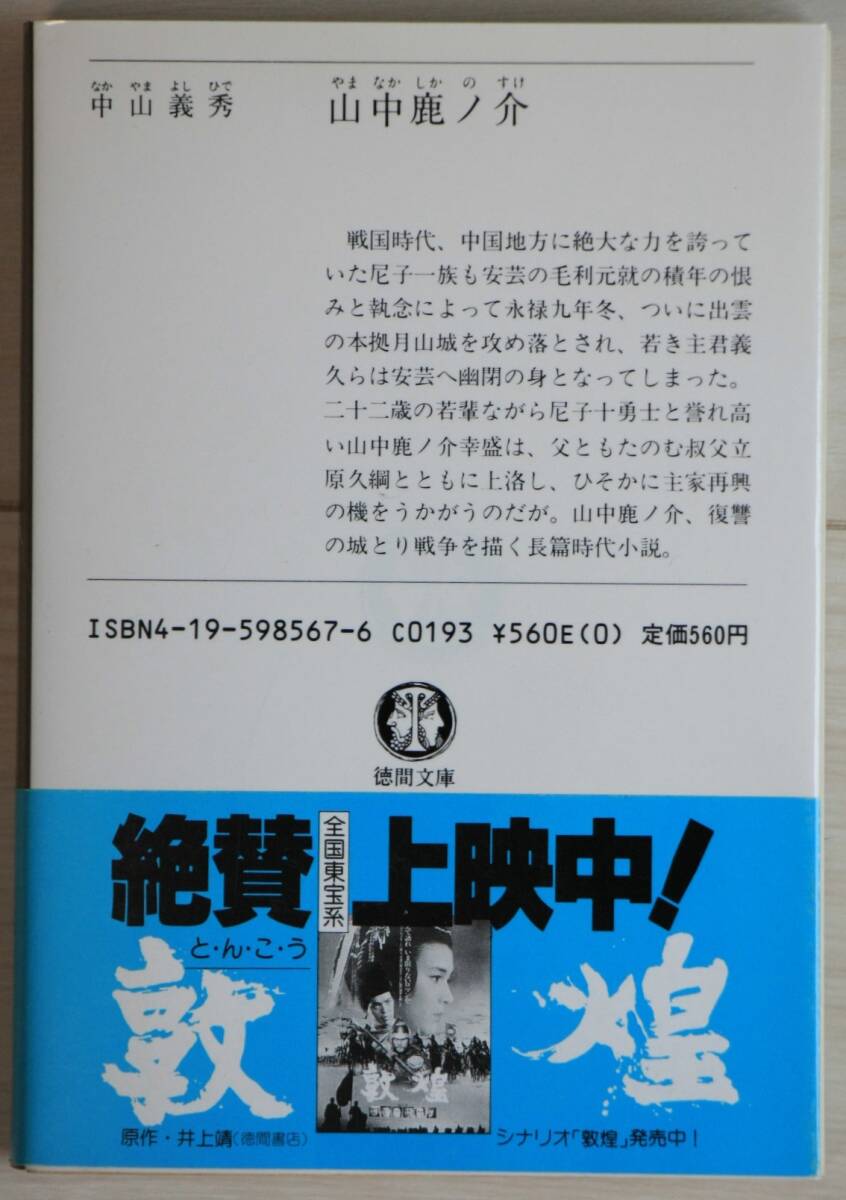 なか やま よし ひで
中山義秀
やま なか しか の すけ
山中鹿ノ介
戦国時代、中国地方に絶大な力を誇って
いた尼子一族も安芸の毛利元就の積年の恨
みと執念によって永禄九年冬、ついに出雲
の本拠月山城を攻め落とされ、若き主君義
久らは安芸へ幽閉の身となってしまった。
二十二歳の若輩ながら尼子十勇士と誉れ高
い山中鹿ノ介幸盛は、父ともたのむ叔父立
原久綱とともに上洛し、ひそかに主家再興
の機をうかがうのだが。山中鹿ノ介、復讐
の城とり戦争を描く長篇時代小説。
ISBN4-19-598567-6 C0193 ¥560E(0) 定価560円
徳間文庫
絶賛
全国東宝系
上映中!
と・ん・こ・う
敦煌
敦煌
原作・井上靖(徳間書店)
シナリオ「敦煌」発売中!